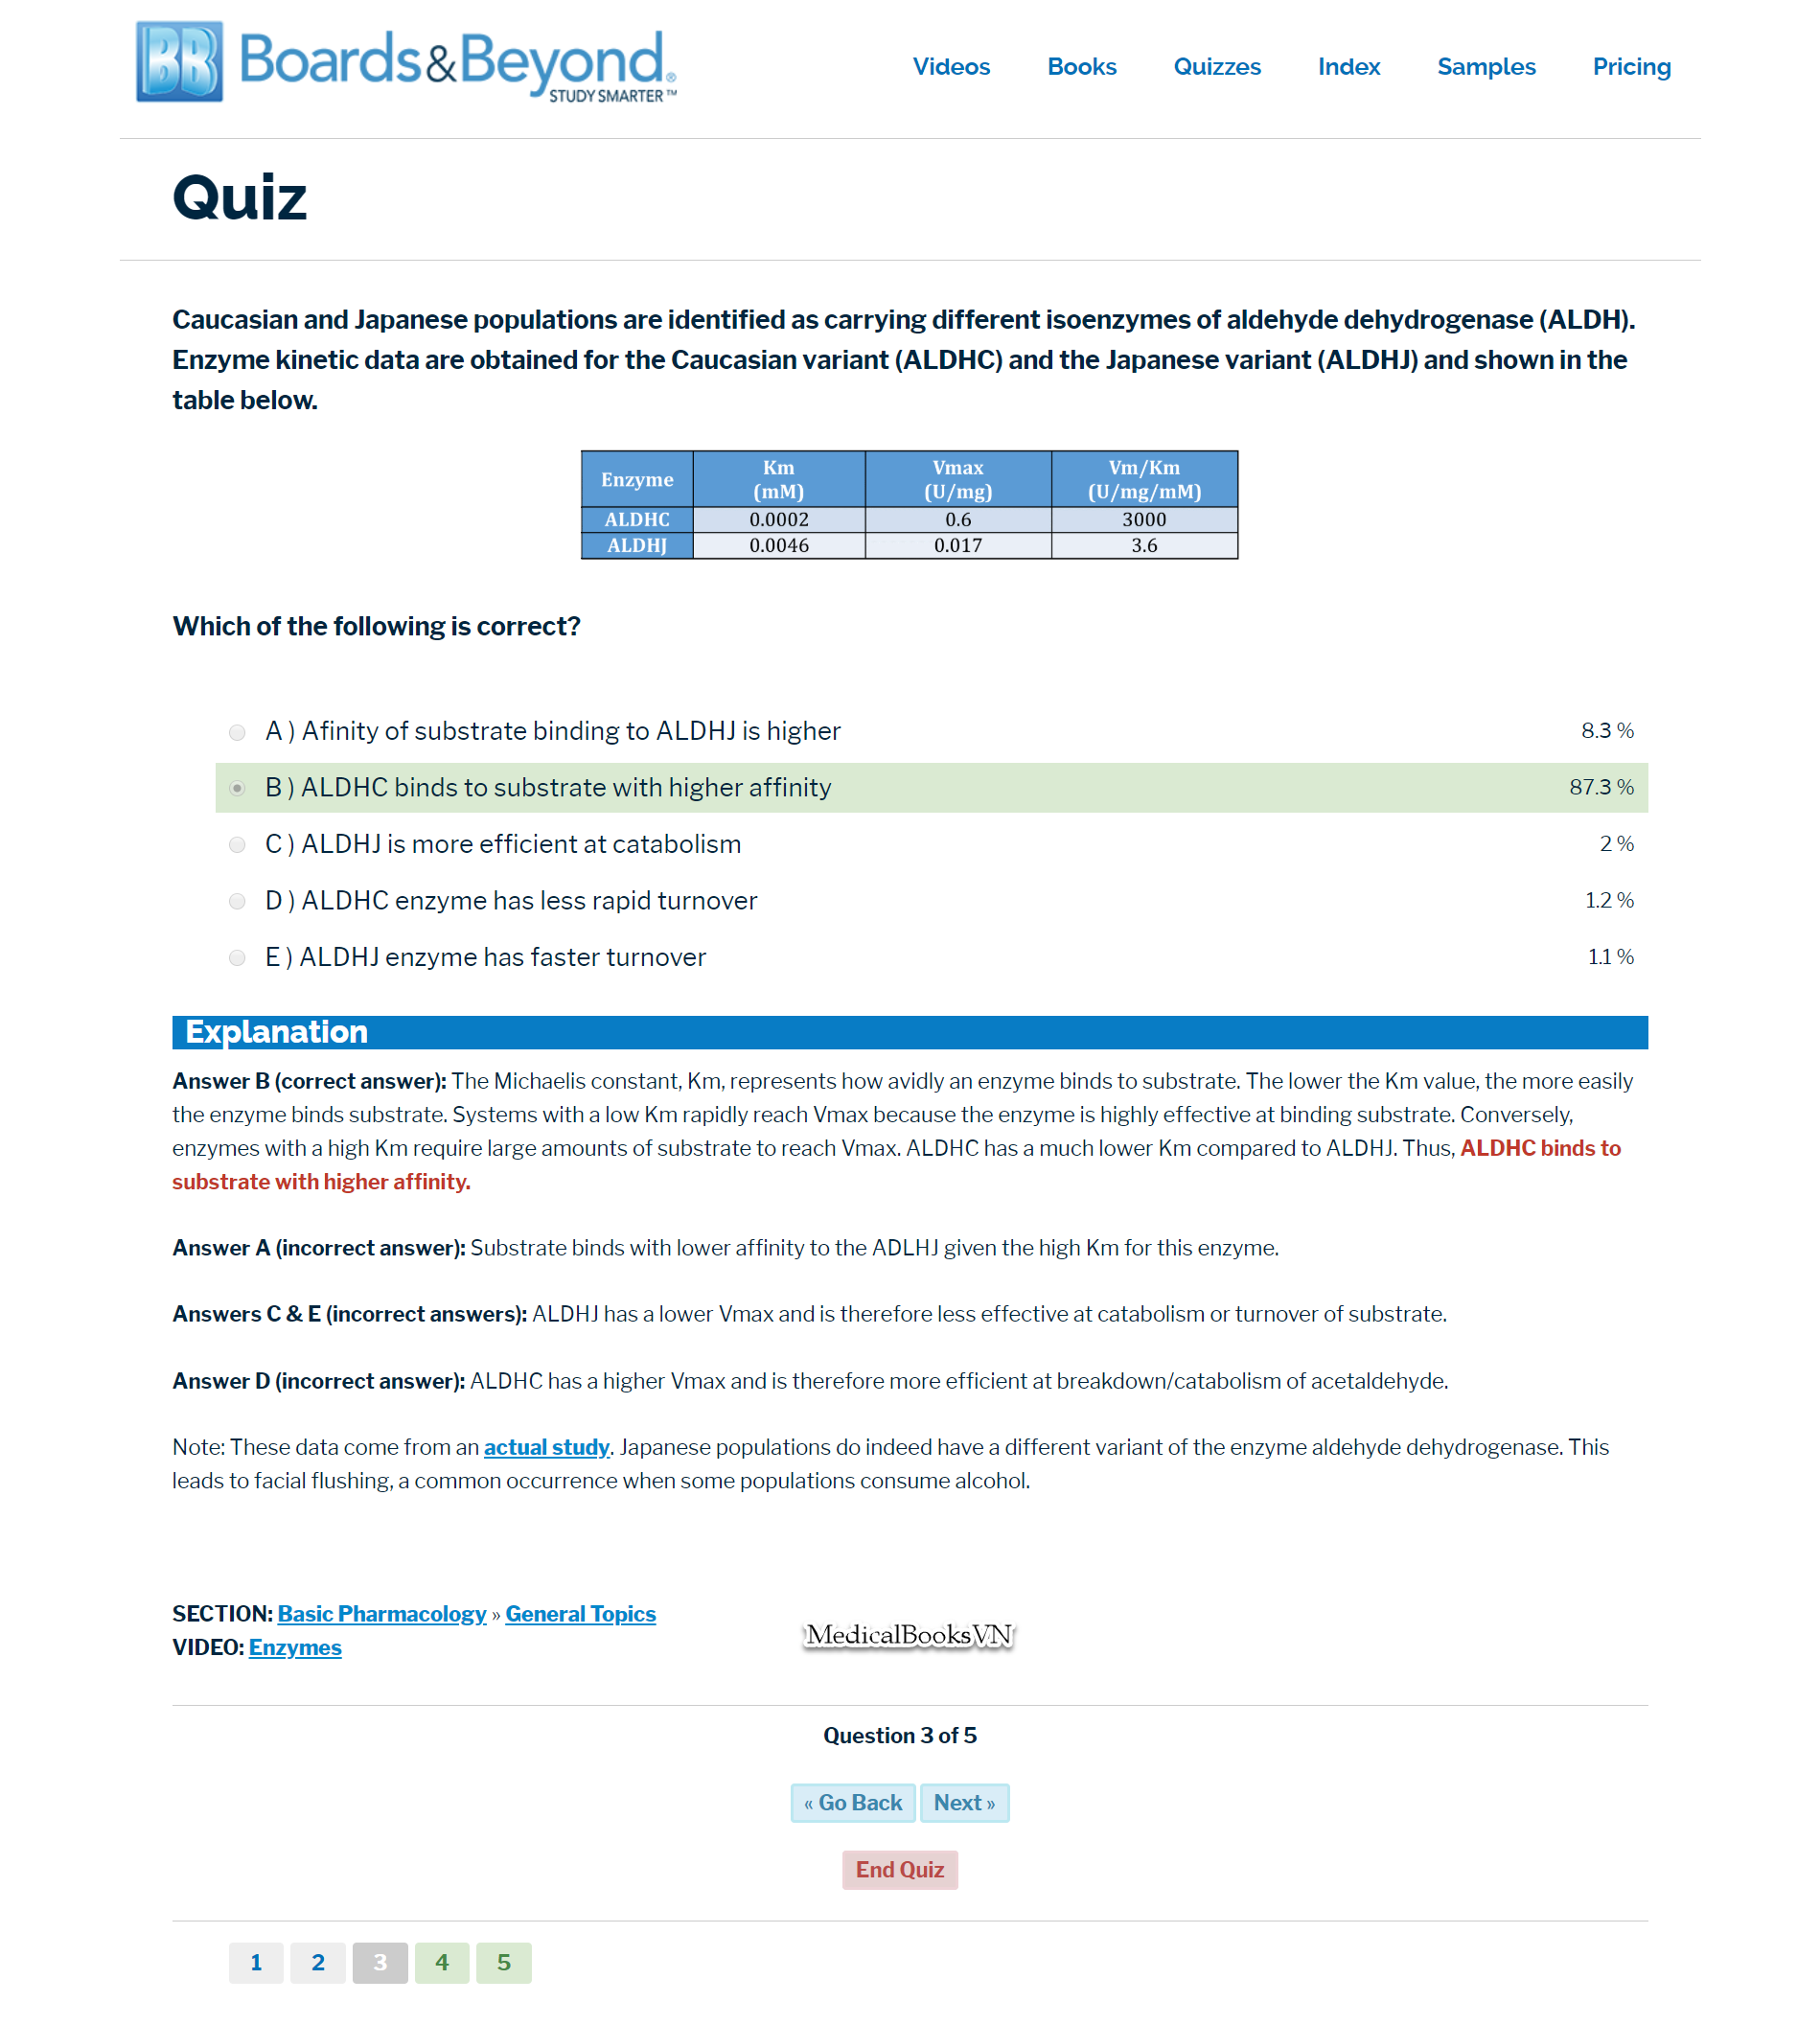 BB Boards&Beyond®
STUDY SMARTER™
Videos Books Quizzes Index Samples Pricing
Quiz
Caucasian and Japanese populations are identified as carrying different isoenzymes of aldehyde dehydrogenase (ALDH).
Enzyme kinetic data are obtained for the Caucasian variant (ALDHC) and the Japanese variant (ALDHJ) and shown in the
table below.
Enzyme Km (mM) Vmax (U/mg) Vm/Km (U/mg/mM)
ALDHC 0.0002 0.6 3000
ALDHJ 0.0046 0.017 3.6
Which of the following is correct?
A ) Afinity of substrate binding to ALDHJ is higher 8.3 %
B ) ALDHC binds to substrate with higher affinity 87.3 %
C ) ALDHJ is more efficient at catabolism 2 %
D ) ALDHC enzyme has less rapid turnover 1.2 %
E ) ALDHJ enzyme has faster turnover 1.1 %
Explanation
Answer B (correct answer): The Michaelis constant, Km, represents how avidly an enzyme binds to substrate. The lower the Km value, the more easily
the enzyme binds substrate. Systems with a low Km rapidly reach Vmax because the enzyme is highly effective at binding substrate. Conversely,
enzymes with a high Km require large amounts of substrate to reach Vmax. ALDHC has a much lower Km compared to ALDHJ. Thus, ALDHC binds to
substrate with higher affinity.
Answer A (incorrect answer): Substrate binds with lower affinity to the ADLHJ given the high Km for this enzyme.
Answers C & E (incorrect answers): ALDHJ has a lower Vmax and is therefore less effective at catabolism or turnover of substrate.
Answer D (incorrect answer): ALDHC has a higher Vmax and is therefore more efficient at breakdown/catabolism of acetaldehyde.
Note: These data come from an actual study. Japanese populations do indeed have a different variant of the enzyme aldehyde dehydrogenase. This
leads to facial flushing, a common occurrence when some populations consume alcohol.
SECTION: Basic Pharmacology » General Topics
VIDEO: Enzymes
MedicalBooksVN
Question 3 of 5
« Go Back Next »
End Quiz
1 2 3 4 5